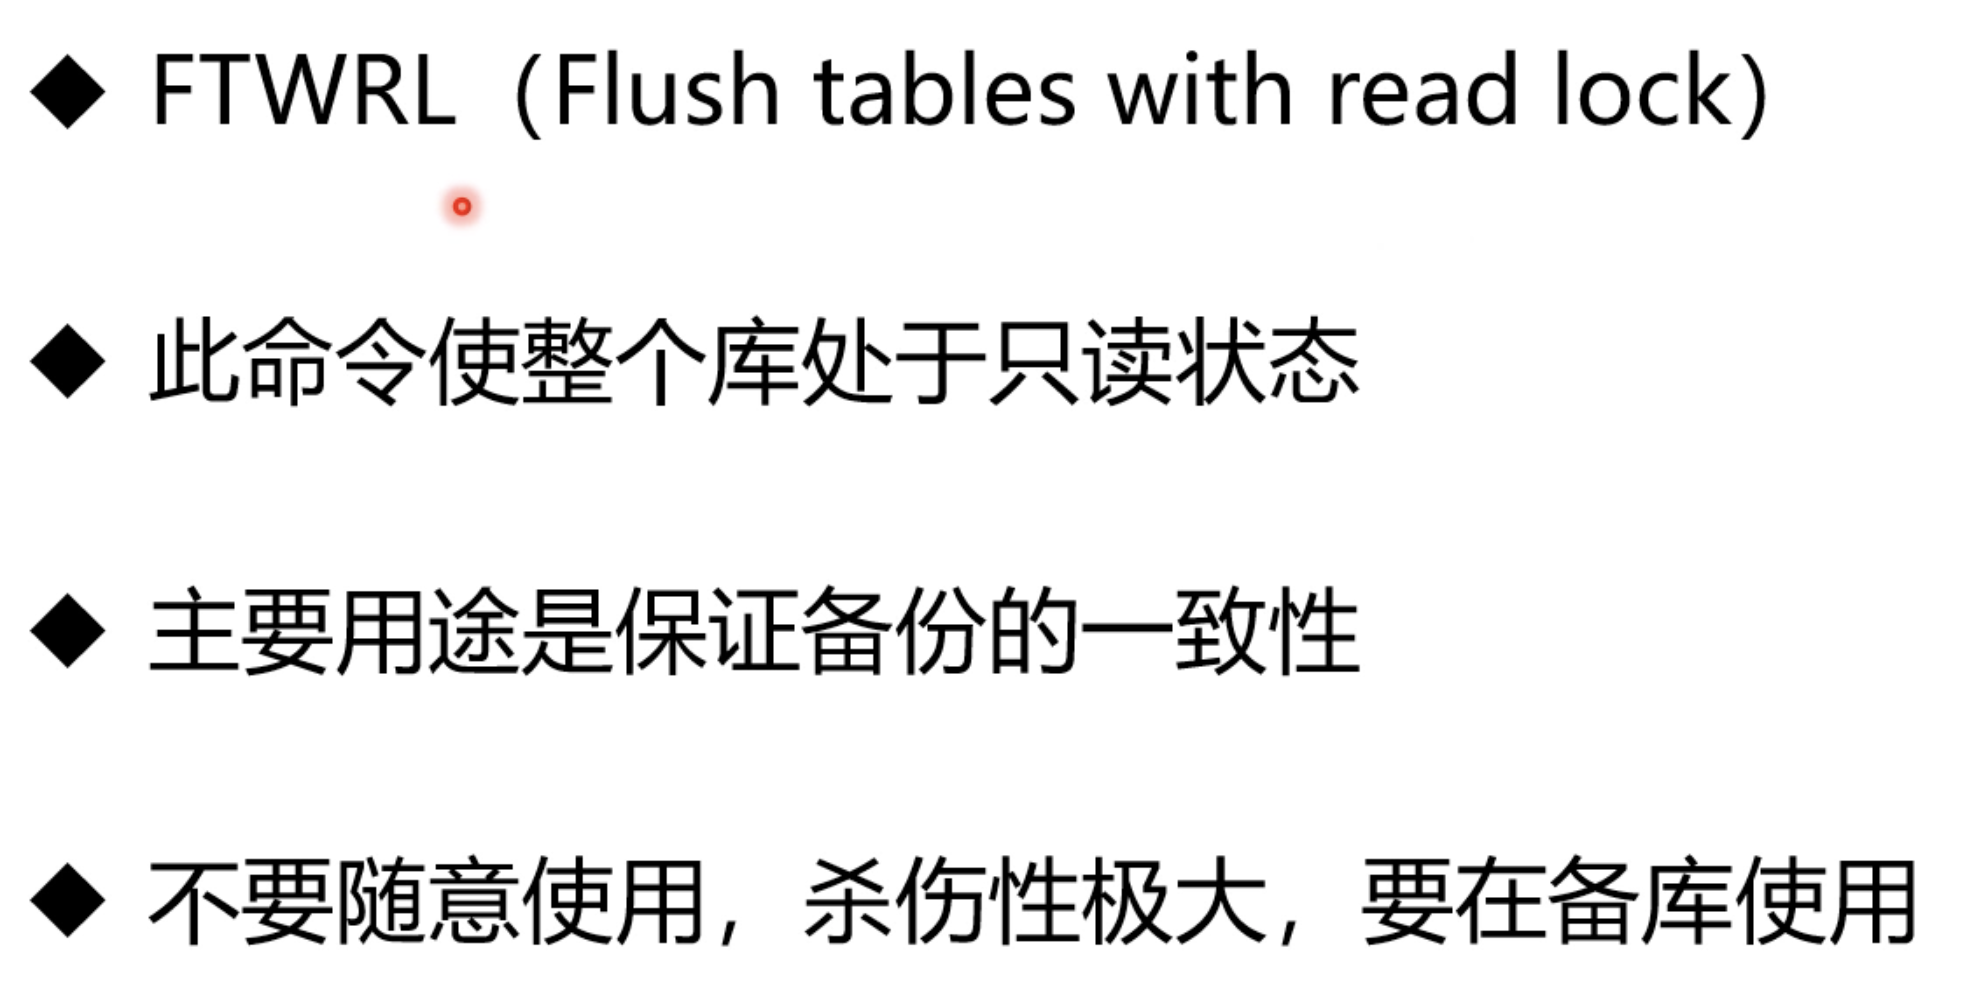 ◆ FTWRL（Flush tables with read lock）
◆ 此命令使整个库处于只读状态
◆ 主要用途是保证备份的一致性
◆ 不要随意使用，杀伤性极大，要在备库使用